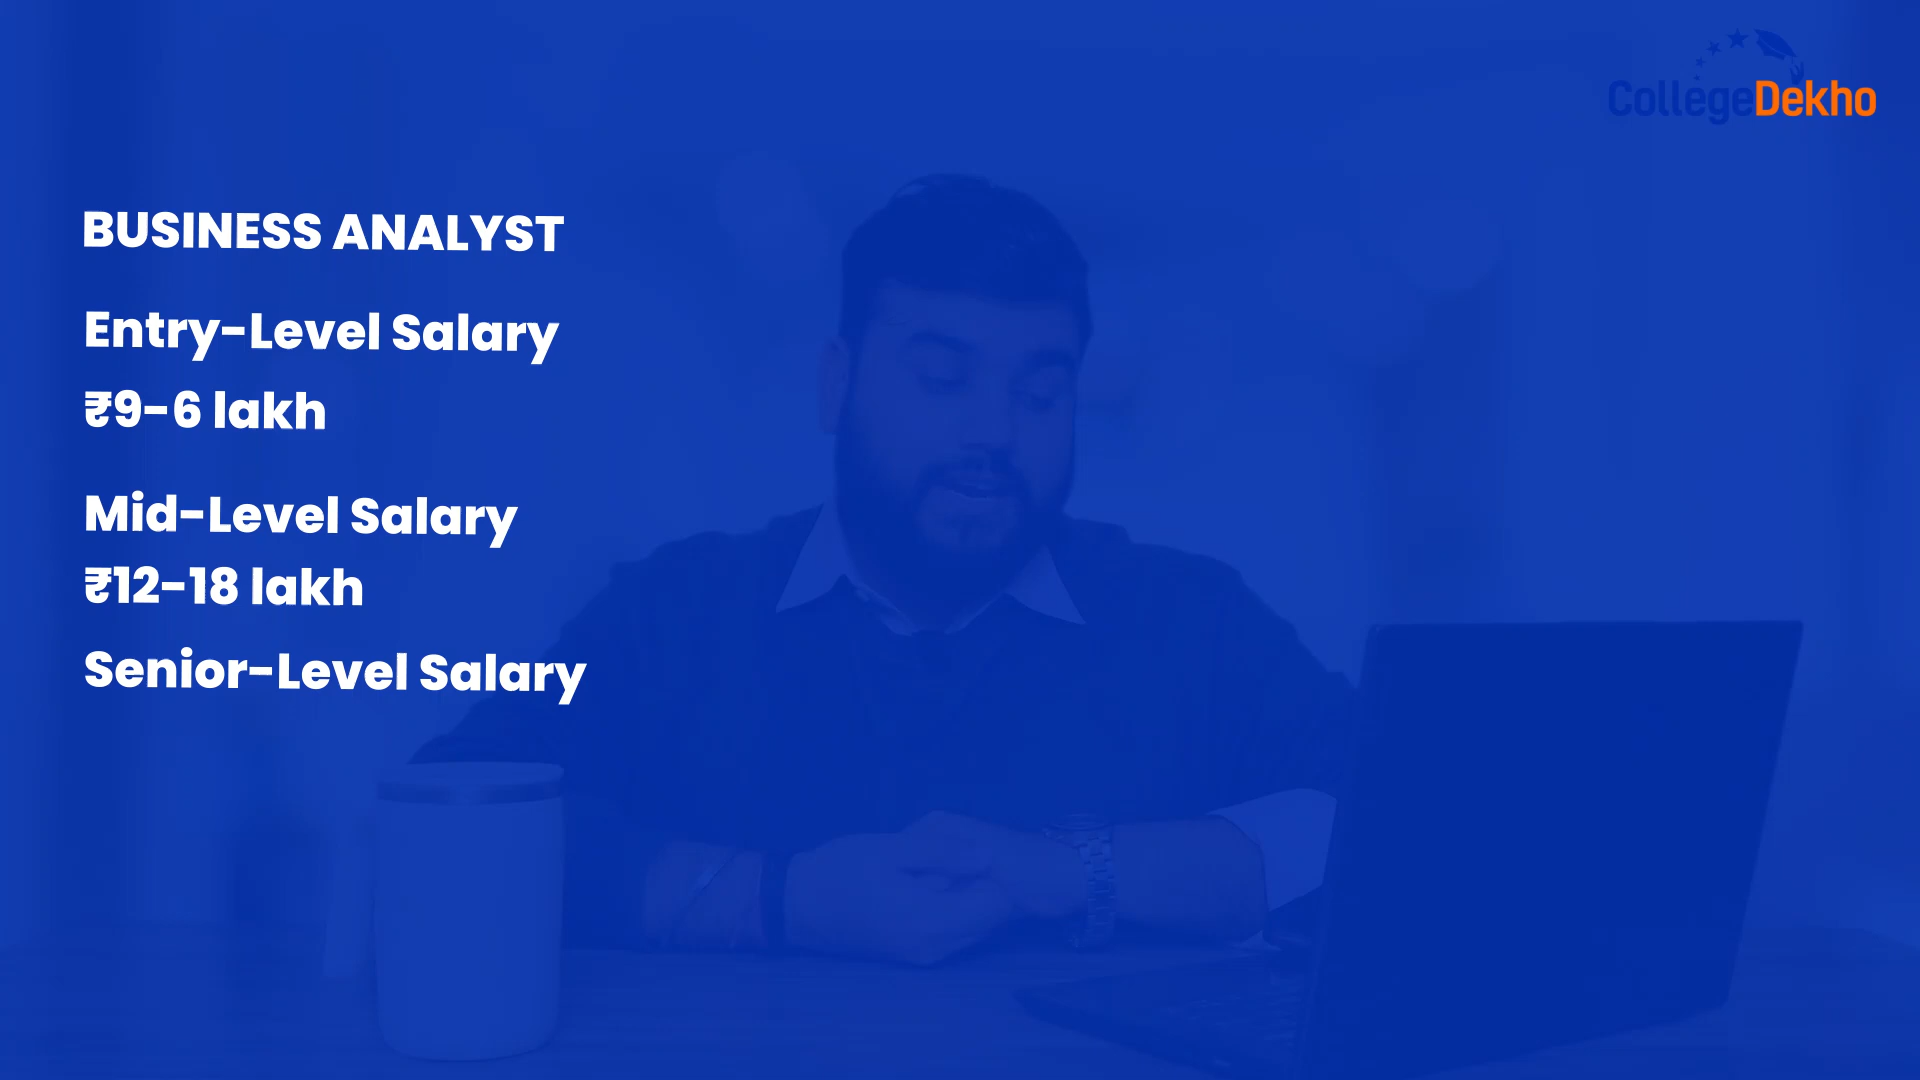 CollegeDekho
BUSINESS ANALYST
Entry-Level Salary
₹9-6 lakh
Mid-Level Salary
₹12-18 lakh
Senior-Level Salary